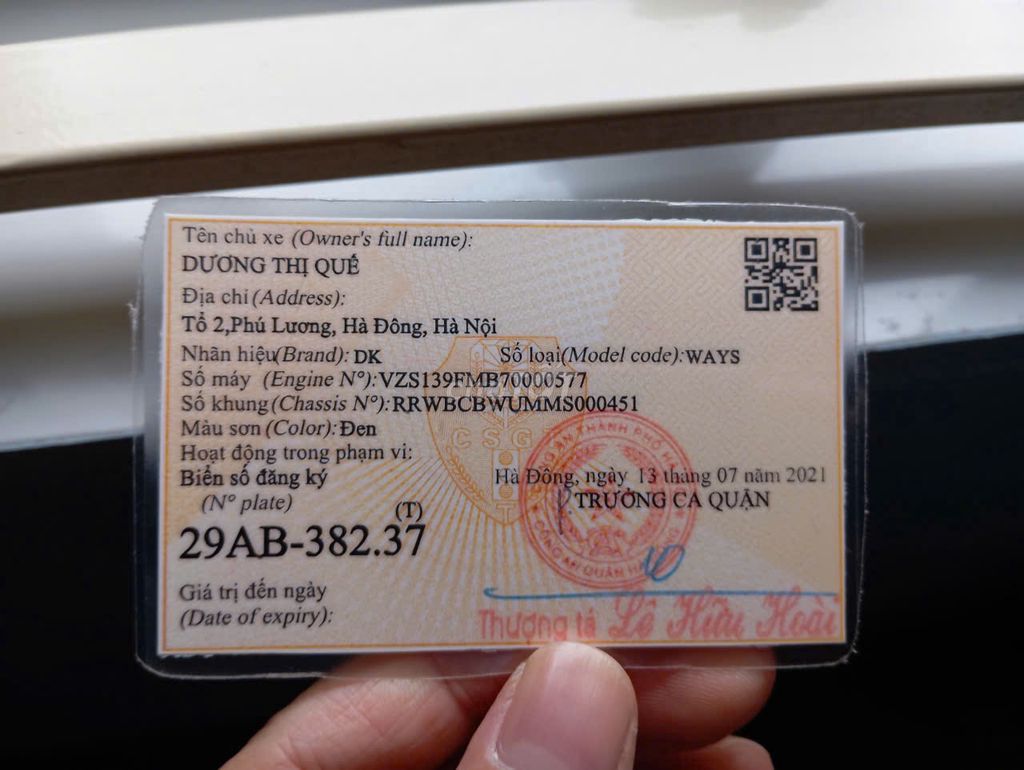 Tên chủ xe (Owner's full name):
DƯƠNG THỊ QUẾ
Địa chỉ (Address):
Tổ 2,Phú Lương, Hà Đông, Hà Nội
Nhãn hiệu(Brand): DK Số loại(Model code):WAYS
Số máy (Engine Nº):VZS139FMB70000577
Số khung(Chassis Nº):RRWBCBWUMMS000451
Màu sơn (Color): Đen
Hoạt động trong phạm vi:
Biển số đăng ký Hà Đông, ngày 13 tháng 07 năm 2021
(Nº plate) TRƯỞNG CA QUẬN
(T)
29AB-382.37
Giá trị đến ngày
(Date of expiry):
Thượng tá Lê Hữu Hoài
CSGT